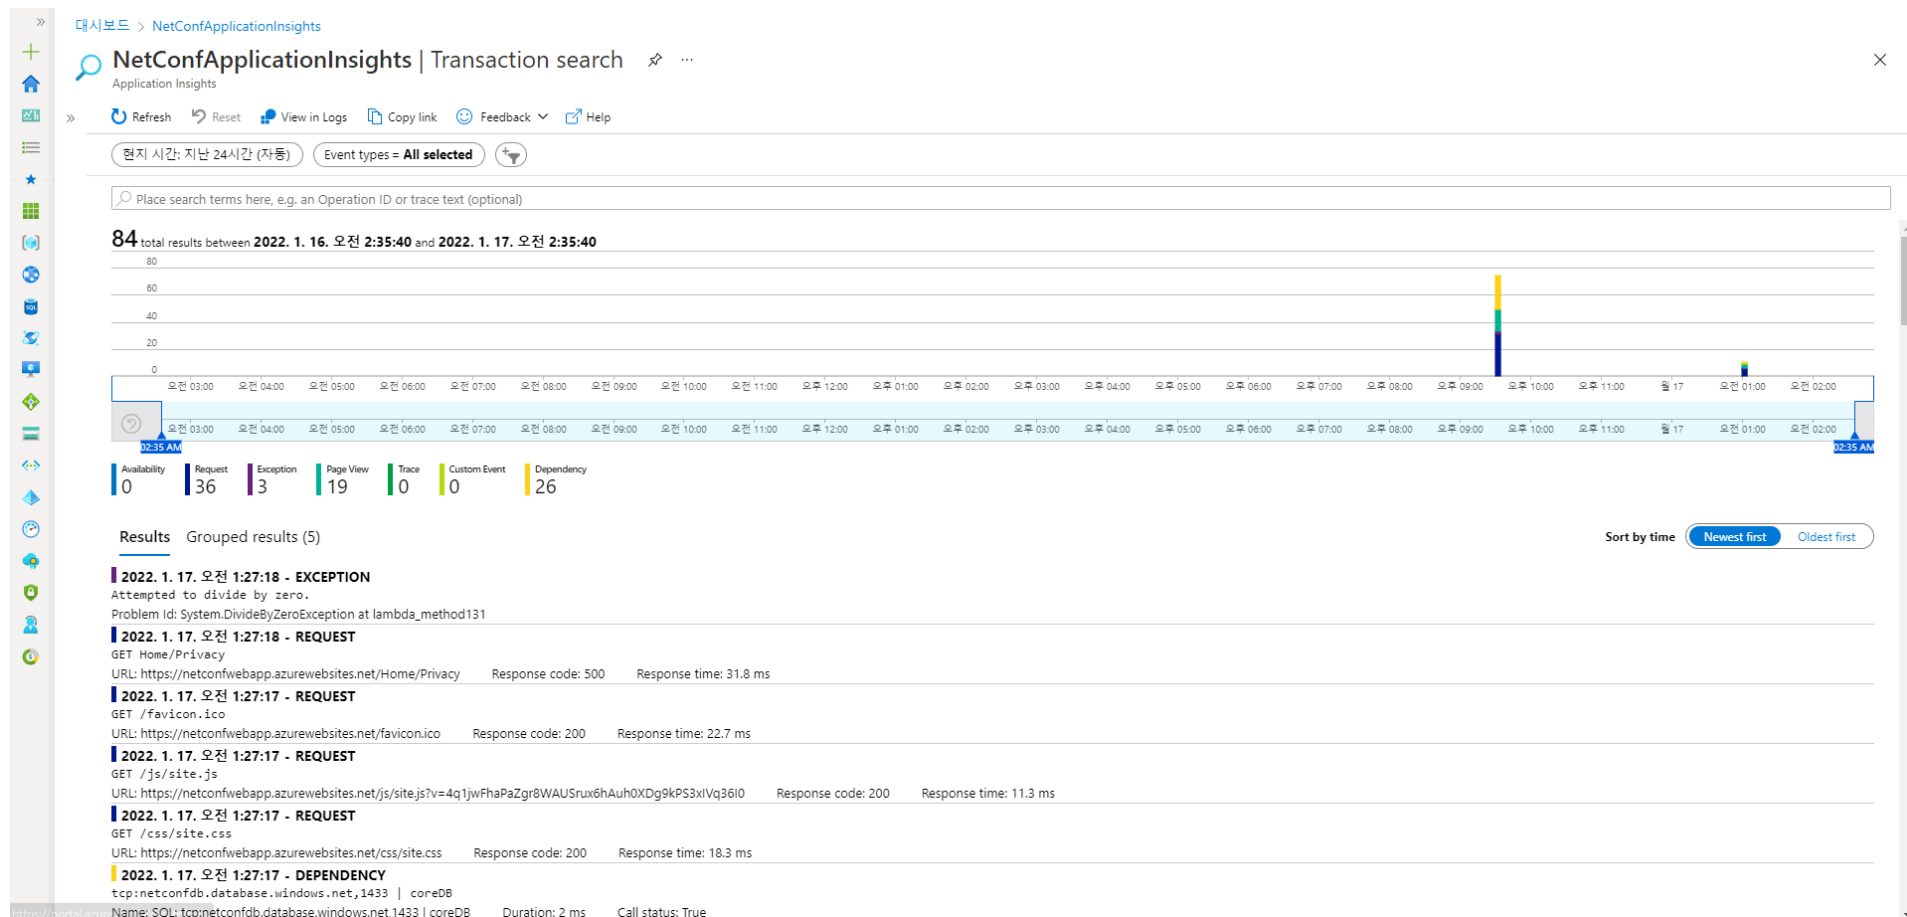 대시보드 > NetConfApplicationInsights
NetConfApplicationInsights | Transaction search
Application Insights
Refresh Reset View in Logs Copy link Feedback Help
현지 시간: 지난 24시간 (자동) Event types = All selected
Place search terms here, e.g. an Operation ID or trace text (optional)
84 total results between 2022. 1. 16. 오전 2:35:40 and 2022. 1. 17. 오전 2:35:40
80
60
40
20
0
오전 03:00 오전 04:00 오전 05:00 오전 06:00 오전 07:00 오전 08:00 오전 09:00 오전 10:00 오전 11:00 오후 12:00 오후 01:00 오후 02:00 오후 03:00 오후 04:00 오후 05:00 오후 06:00 오후 07:00 오후 08:00 오후 09:00 오후 10:00 오후 11:00 월 17 오전 01:00 오전 02:00
오전 03:00 오전 04:00 오전 05:00 오전 06:00 오전 07:00 오전 08:00 오전 09:00 오전 10:00 오전 11:00 오후 12:00 오후 01:00 오후 02:00 오후 03:00 오후 04:00 오후 05:00 오후 06:00 오후 07:00 오후 08:00 오후 09:00 오후 10:00 오후 11:00 월 17 오전 01:00 오전 02:00
02:35 AM 02:35 AM
Availability Request Exception Page View Trace Custom Event Dependency
0 36 3 19 0 0 26
Results Grouped results (5) Sort by time Newest first Oldest first
2022. 1. 17. 오전 1:27:18 - EXCEPTION
Attempted to divide by zero.
Problem Id: System.DivideByZeroException at lambda_method131
2022. 1. 17. 오전 1:27:18 - REQUEST
GET Home/Privacy
URL: https://netconfwebapp.azurewebsites.net/Home/Privacy Response code: 500 Response time: 31.8 ms
2022. 1. 17. 오전 1:27:17 - REQUEST
GET /favicon.ico
URL: https://netconfwebapp.azurewebsites.net/favicon.ico Response code: 200 Response time: 22.7 ms
2022. 1. 17. 오전 1:27:17 - REQUEST
GET /js/site.js
URL: https://netconfwebapp.azurewebsites.net/js/site.js?v=4q1jwFhaPaZgr8WAUSrux6hAuh0XDg9kPS3xIVq36I0 Response code: 200 Response time: 11.3 ms
2022. 1. 17. 오전 1:27:17 - REQUEST
GET /css/site.css
URL: https://netconfwebapp.azurewebsites.net/css/site.css Response code: 200 Response time: 18.3 ms
2022. 1. 17. 오전 1:27:17 - DEPENDENCY
tcp:netconfdb.database.windows.net,1433 | coreDB
Name: SQL: tcp:netconfdb.database.windows.net,1433 | coreDB Duration: 2 ms Call status: True